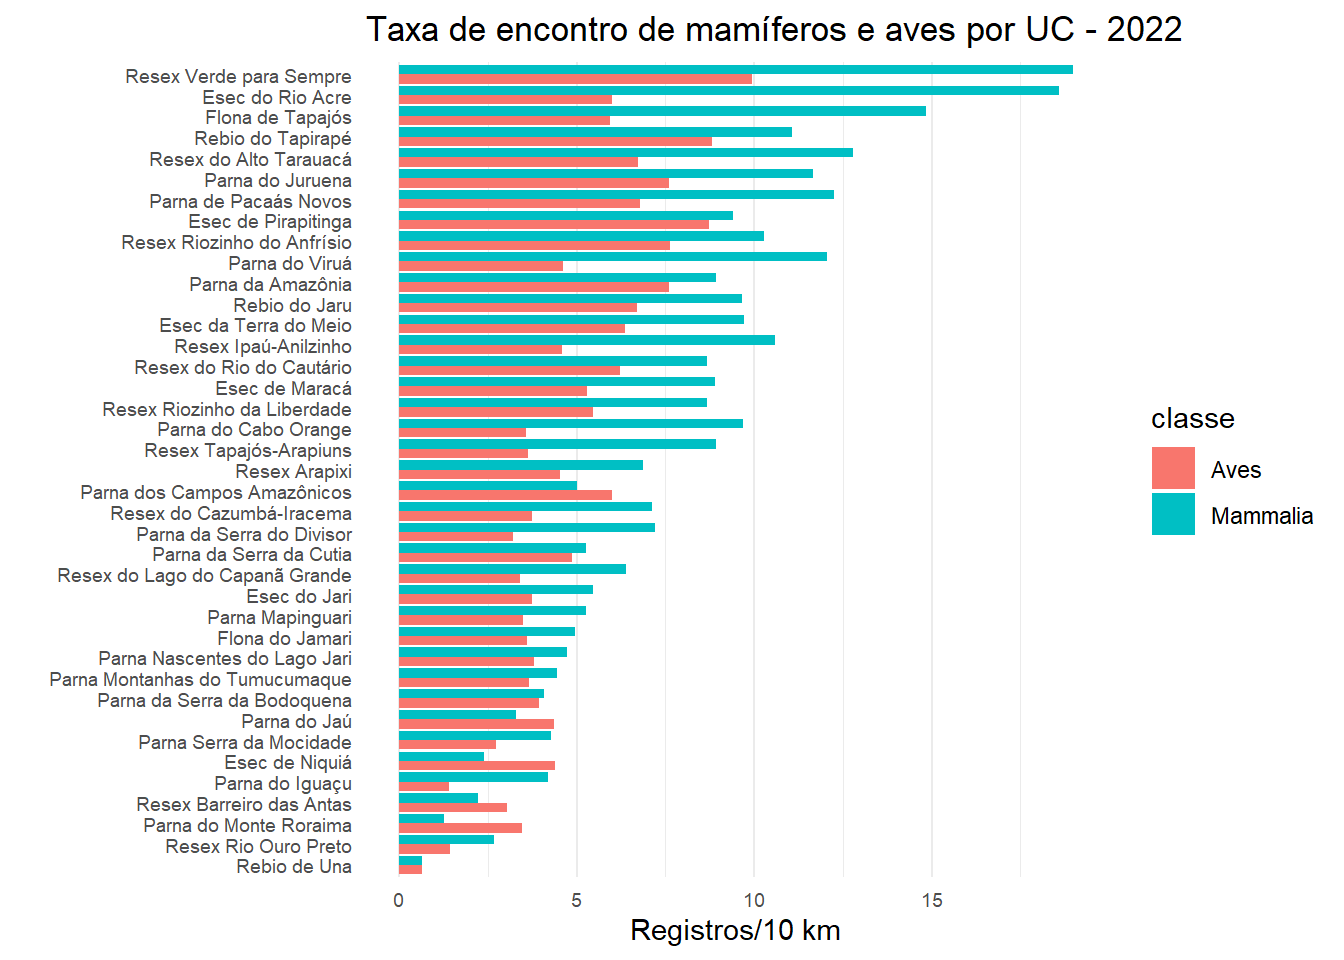 Taxa de encontro de mamíferos e aves por UC - 2022
Resex Verde para Sempre
Esec do Rio Acre
Flona de Tapajós
Rebio do Tapirapé
Resex do Alto Tarauacá
Parna do Juruena
Parna de Pacaás Novos
Esec de Pirapitinga
Resex Riozinho do Anfrísio
Parna do Viruá
Parna da Amazônia
Rebio do Jaru
Esec da Terra do Meio
Resex Ipaú-Anilzinho
Resex do Rio do Cautário
Esec de Maracá
Resex Riozinho da Liberdade
Parna do Cabo Orange
Resex Tapajós-Arapiuns
Resex Arapixi
Parna dos Campos Amazônicos
Resex do Cazumbá-Iracema
Parna da Serra do Divisor
Parna da Serra da Cutia
Resex do Lago do Capanã Grande
Esec do Jari
Parna Mapinguari
Flona do Jamari
Parna Nascentes do Lago Jari
Parna Montanhas do Tumucumaque
Parna da Serra da Bodoquena
Parna do Jaú
Parna Serra da Mocidade
Esec de Niquiá
Parna do Iguaçu
Resex Barreiro das Antas
Parna do Monte Roraima
Resex Rio Ouro Preto
Rebio de Una
0 5 10 15
Registros/10 km
classe
Aves
Mammalia